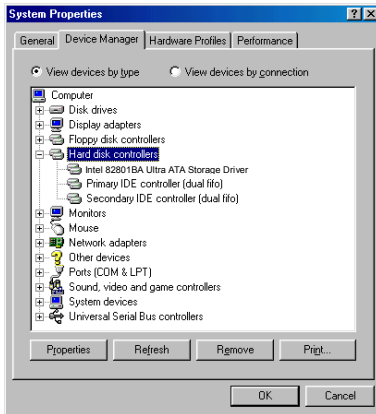 System Properties
General Device Manager Hardware Profiles Performance
View devices by type View devices by connection
Computer
Disk drives
Display adapters
Floppy disk controllers
Hard disk controllers
Intel 82801BA Ultra ATA Storage Driver
Primary IDE controller (dual fifo)
Secondary IDE controller (dual fifo)
Monitors
Mouse
Network adapters
Other devices
Ports (COM & LPT)
Sound, video and game controllers
System devices
Universal Serial Bus controllers
Properties Refresh Remove Print...
OK Cancel